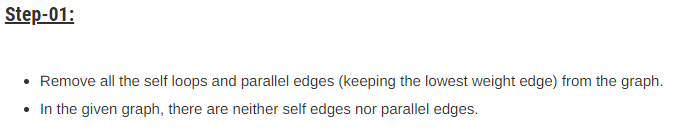 Step-01:
Remove all the self loops and parallel edges (keeping the lowest weight edge) from the graph.
In the given graph, there are neither self edges nor parallel edges.